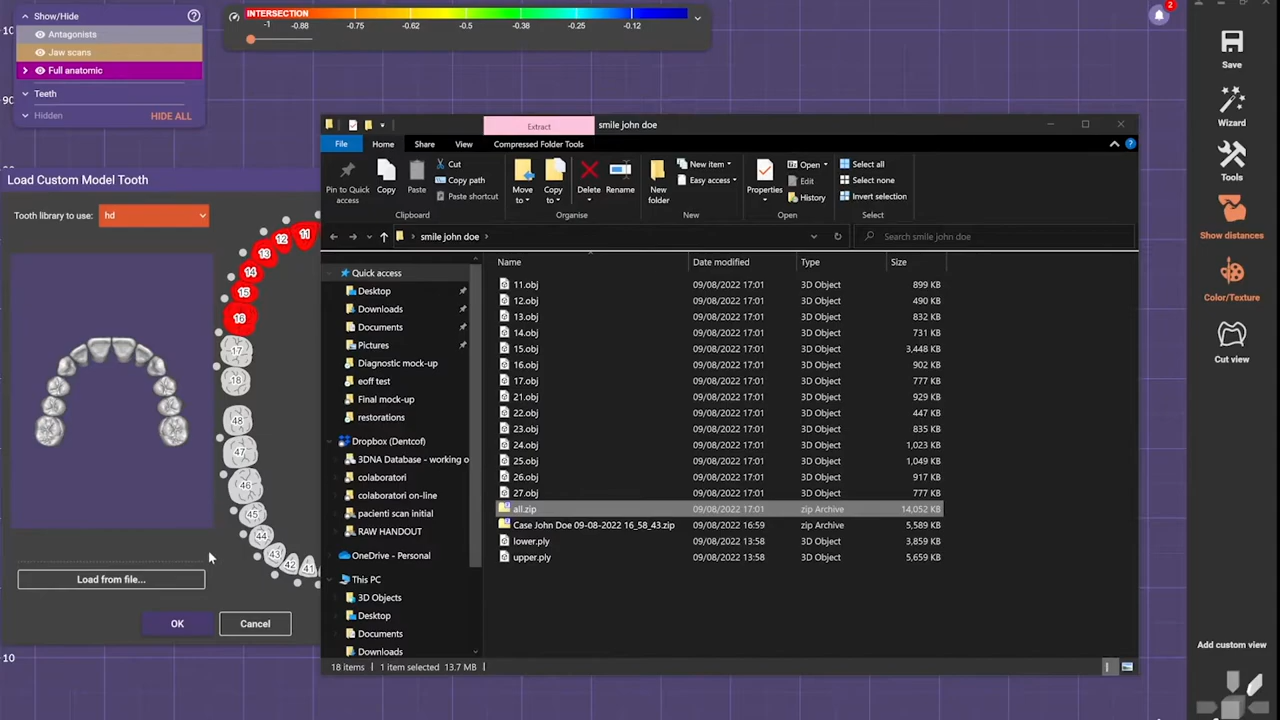 Show/Hide
Antagonists
Jaw scans
Full anatomic
Teeth
Hidden HIDE ALL
INTERSECTION
-1 -0.88 -0.75 -0.62 -0.5 -0.38 -0.25 -0.12
2
Save
Wizard
Tools
Show distances
Color/Texture
Cut view
Add custom view
10
90
10
Load Custom Model Tooth
Tooth library to use: hd
11
12
13
14
15
16
17
18
48
47
46
45
44
43
42
41
Load from file...
OK Cancel
Extract smile john doe
File Home Share View Compressed Folder Tools
Pin to Quick access
Copy
Paste
Cut
Copy path
Paste shortcut
Clipboard
Move to
Copy to
Delete
Rename
Organise
New folder
New item
Easy access
New
Properties
Open
Edit
History
Open
Select all
Select none
Invert selection
Select
smile john doe
Search smile john doe
Quick access
Desktop
Downloads
Documents
Pictures
Diagnostic mock-up
eoff test
Final mock-up
restorations
Dropbox (Dentcof)
3DNA Database - working o
colaboratori
colaboratori on-line
pacienti scan initial
RAW HANDOUT
OneDrive - Personal
This PC
3D Objects
Desktop
Documents
Downloads
Name Date modified Type Size
11.obj 09/08/2022 17:01 3D Object 899 KB
12.obj 09/08/2022 17:01 3D Object 490 KB
13.obj 09/08/2022 17:01 3D Object 832 KB
14.obj 09/08/2022 17:01 3D Object 731 KB
15.obj 09/08/2022 17:01 3D Object 3,448 KB
16.obj 09/08/2022 17:01 3D Object 902 KB
17.obj 09/08/2022 17:01 3D Object 777 KB
21.obj 09/08/2022 17:01 3D Object 929 KB
22.obj 09/08/2022 17:01 3D Object 447 KB
23.obj 09/08/2022 17:01 3D Object 835 KB
24.obj 09/08/2022 17:01 3D Object 1,023 KB
25.obj 09/08/2022 17:01 3D Object 1,049 KB
26.obj 09/08/2022 17:01 3D Object 917 KB
27.obj 09/08/2022 17:01 3D Object 777 KB
all.zip 09/08/2022 17:01 zip Archive 14,052 KB
Case John Doe 09-08-2022 16_58_43.zip 09/08/2022 16:59 zip Archive 5,589 KB
lower.ply 09/08/2022 13:58 3D Object 3,859 KB
upper.ply 09/08/2022 13:58 3D Object 5,659 KB
18 items 1 item selected 13.7 MB